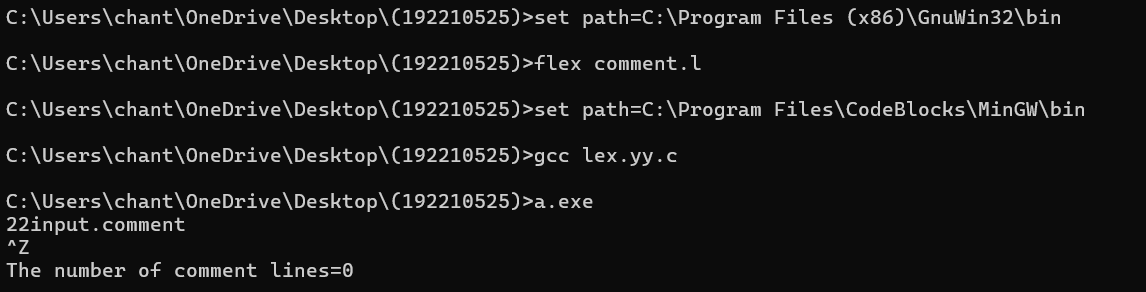 C:\Users\chant\OneDrive\Desktop\(192210525)>set path=C:\Program Files (x86)\GnuWin32\bin
C:\Users\chant\OneDrive\Desktop\(192210525)>flex comment.l
C:\Users\chant\OneDrive\Desktop\(192210525)>set path=C:\Program Files\CodeBlocks\MinGW\bin
C:\Users\chant\OneDrive\Desktop\(192210525)>gcc lex.yy.c
C:\Users\chant\OneDrive\Desktop\(192210525)>a.exe
22input.comment
^Z
The number of comment lines=0